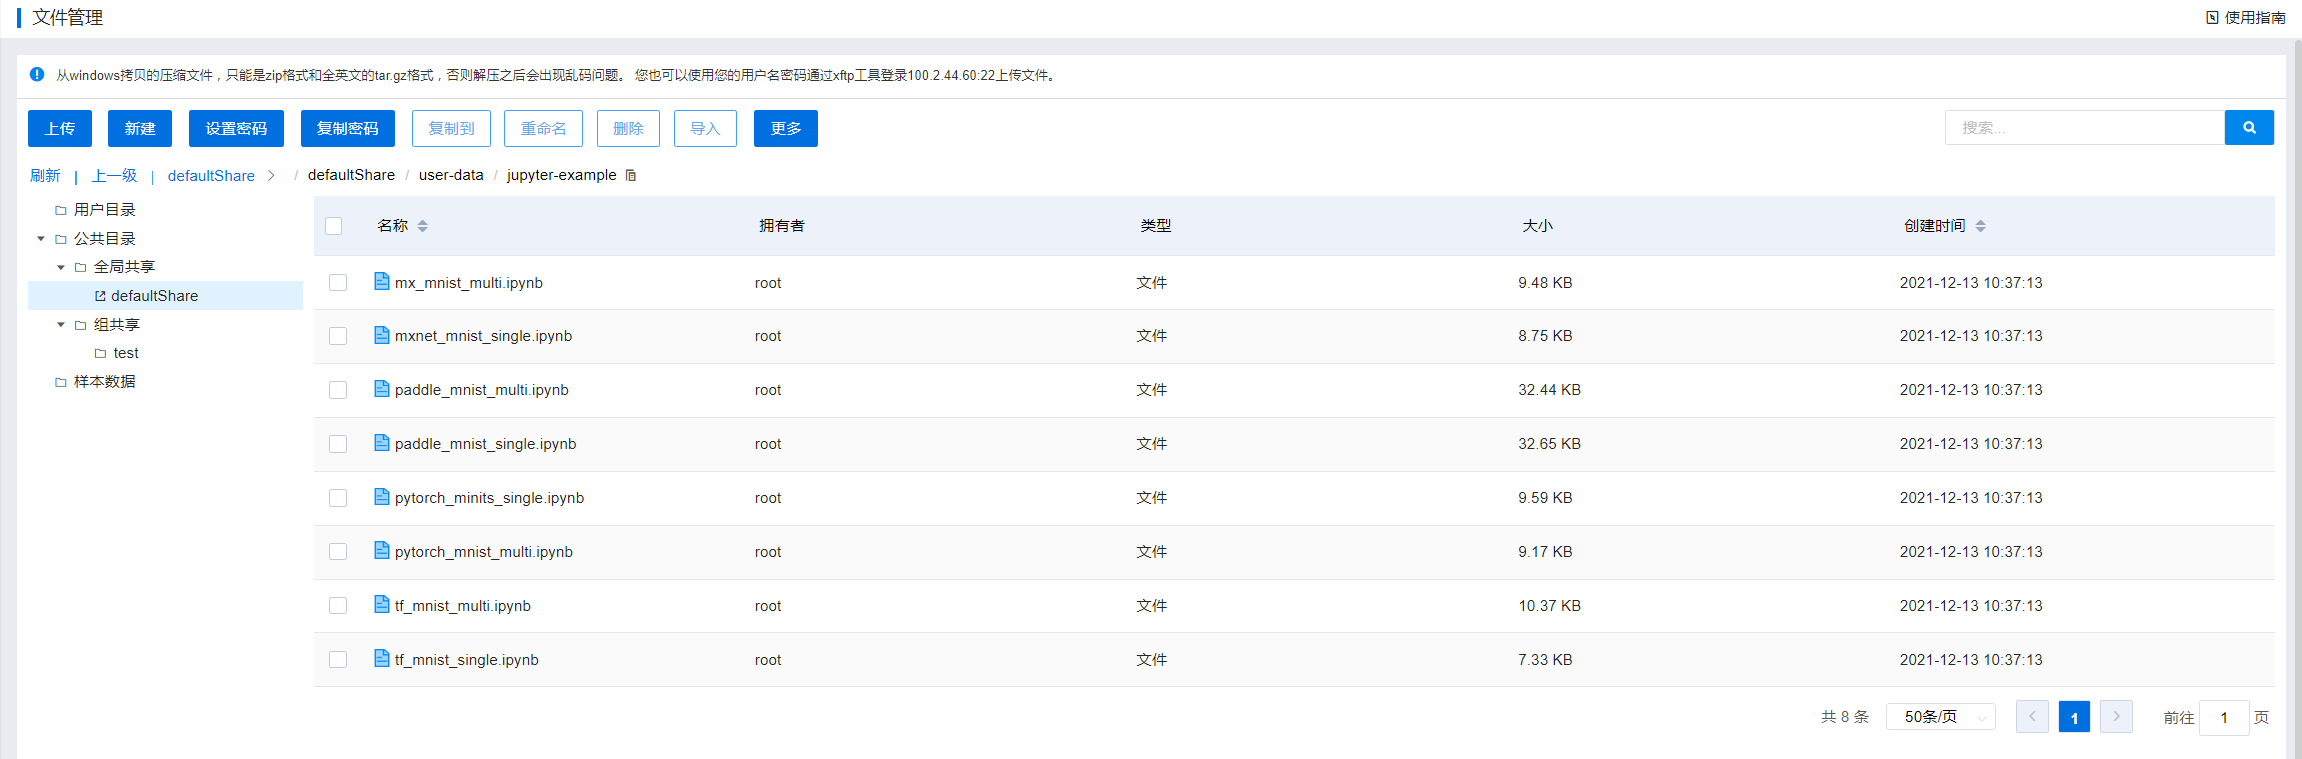 文件管理
使用指南
从windows拷贝的压缩文件，只能是zip格式和全英文的tar.gz格式，否则解压之后会出现乱码问题。 您也可以使用您的用户名密码通过xftp工具登录100.2.44.60:22上传文件。
上传 新建 设置密码 复制密码 复制到 重命名 删除 导入 更多
搜索...
刷新 | 上一级 | defaultShare > / defaultShare / user-data / jupyter-example
用户目录
公共目录
全局共享
defaultShare
组共享
test
样本数据
名称 拥有者 类型 大小 创建时间
mx_mnist_multi.ipynb root 文件 9.48 KB 2021-12-13 10:37:13
mxnet_mnist_single.ipynb root 文件 8.75 KB 2021-12-13 10:37:13
paddle_mnist_multi.ipynb root 文件 32.44 KB 2021-12-13 10:37:13
paddle_mnist_single.ipynb root 文件 32.65 KB 2021-12-13 10:37:13
pytorch_minits_single.ipynb root 文件 9.59 KB 2021-12-13 10:37:13
pytorch_mnist_multi.ipynb root 文件 9.17 KB 2021-12-13 10:37:13
tf_mnist_multi.ipynb root 文件 10.37 KB 2021-12-13 10:37:13
tf_mnist_single.ipynb root 文件 7.33 KB 2021-12-13 10:37:13
共 8 条 50条/页 < 1 > 前往 1 页